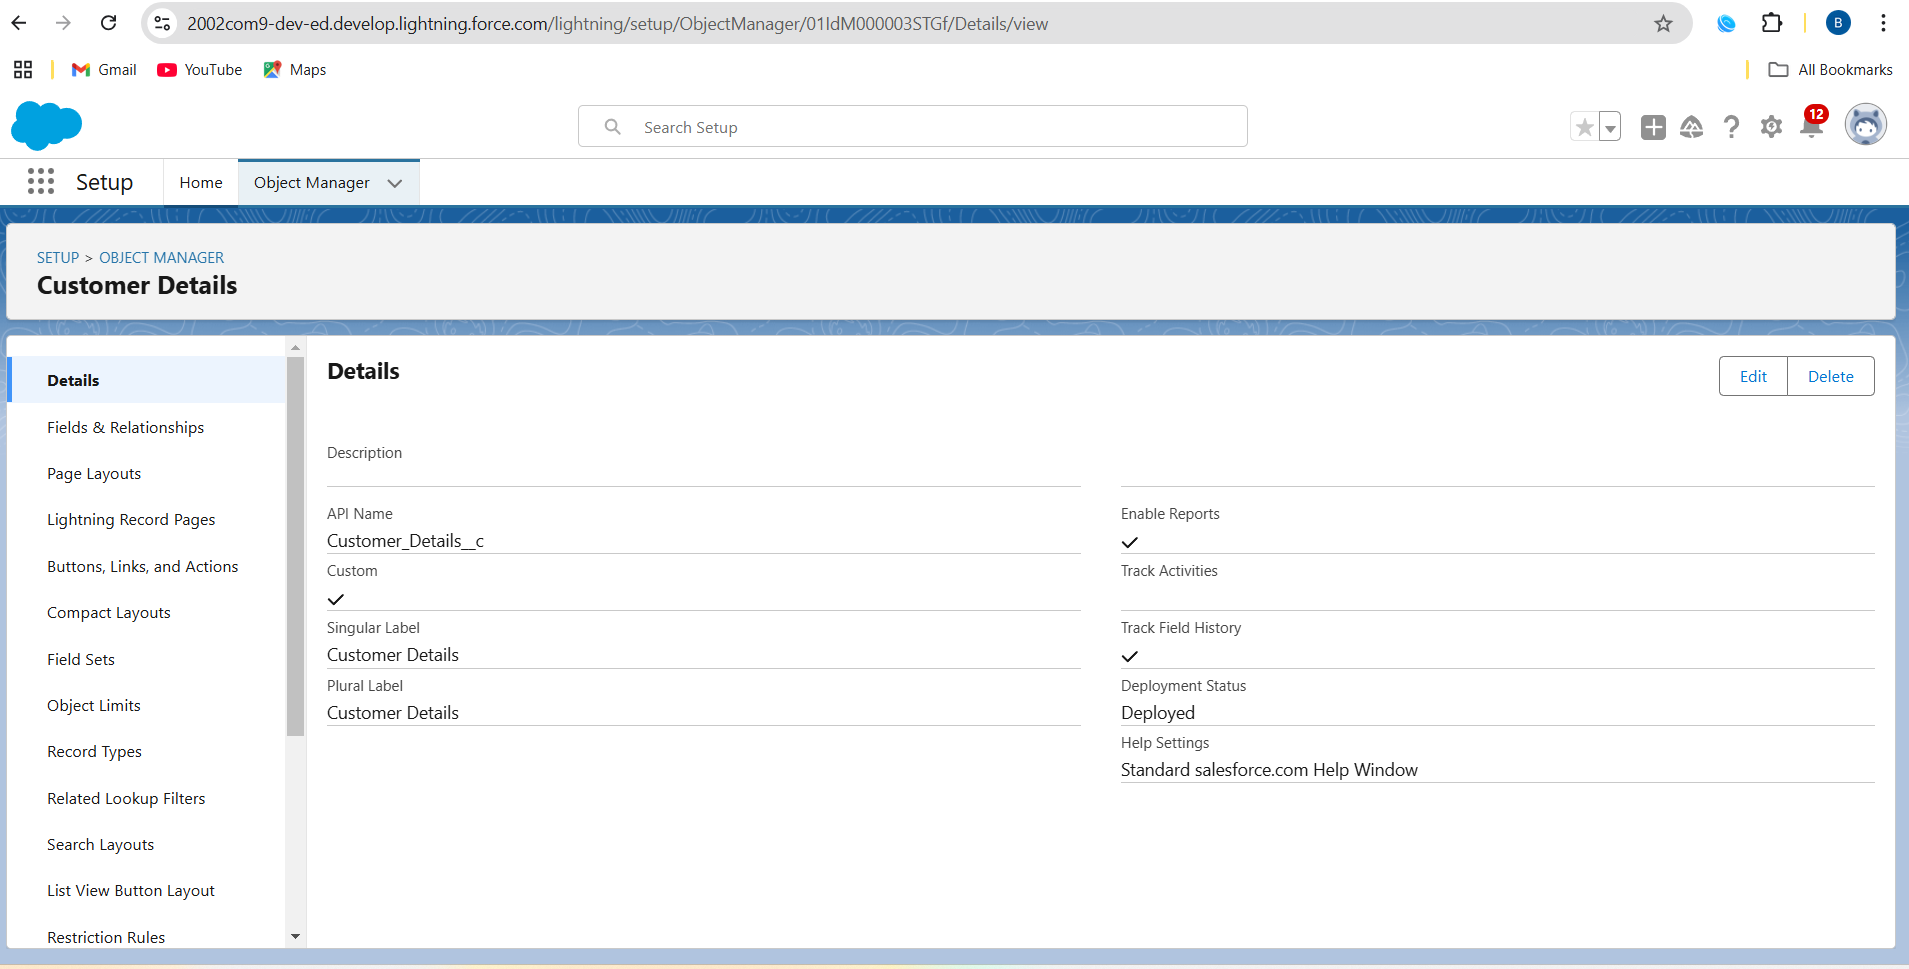 2002com9-dev-ed.develop.lightning.force.com/lightning/setup/ObjectManager/01IdM000003STGf/Details/view
B
Gmail
YouTube
Maps
All Bookmarks
Search Setup
12
Setup
Home
Object Manager
SETUP > OBJECT MANAGER
Customer Details
Details
Fields & Relationships
Page Layouts
Lightning Record Pages
Buttons, Links, and Actions
Compact Layouts
Field Sets
Object Limits
Record Types
Related Lookup Filters
Search Layouts
List View Button Layout
Restriction Rules
Details
Edit
Delete
Description
API Name
Customer_Details__c
Custom
Singular Label
Customer Details
Plural Label
Customer Details
Enable Reports
Track Activities
Track Field History
Deployment Status
Deployed
Help Settings
Standard salesforce.com Help Window